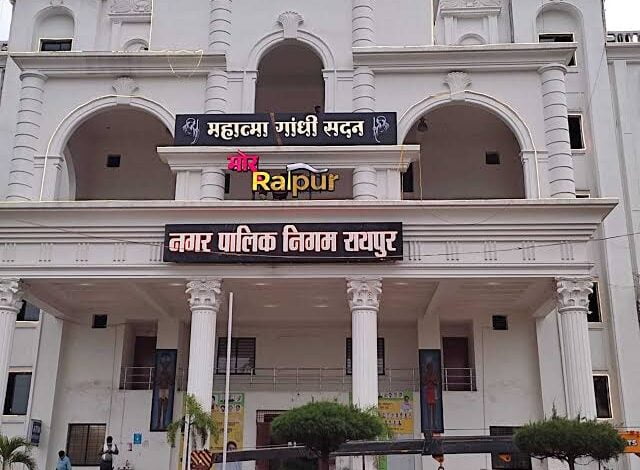 महात्मा गांधी सदन
मोर
Raipur
नगर पालिक निगम रायपुर